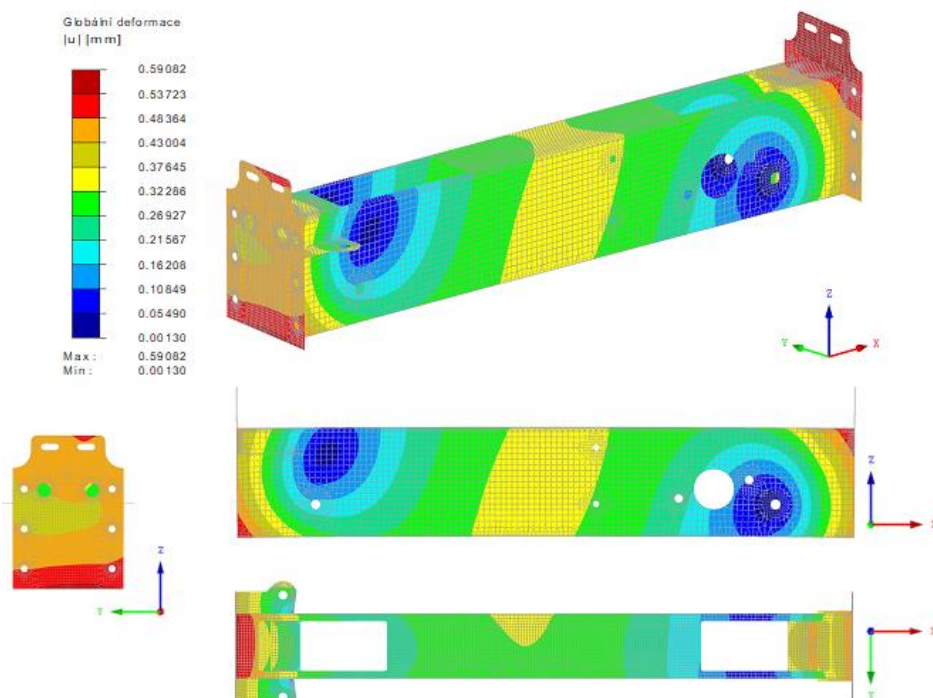 Globální deformace
|u| [mm]
0.59082
0.53723
0.48364
0.43004
0.37645
0.32286
0.26927
0.21567
0.16208
0.10849
0.05490
0.00130
Max : 0.59082
Min : 0.00130
Z
Y
X
Z
Z
Y
Y